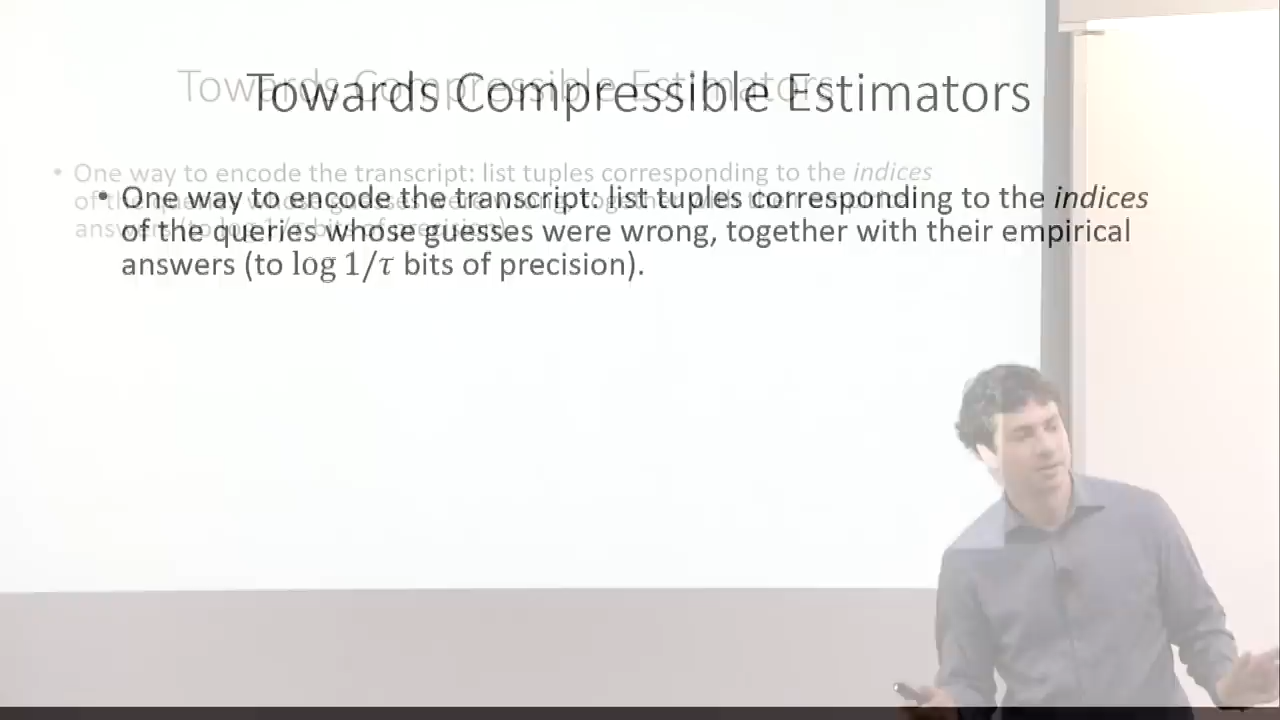 Towards Compressible Estimators
• One way to encode the transcript: list tuples corresponding to the indices
of the queries whose guesses were wrong, together with their empirical
answers (to log 1/τ bits of precision).